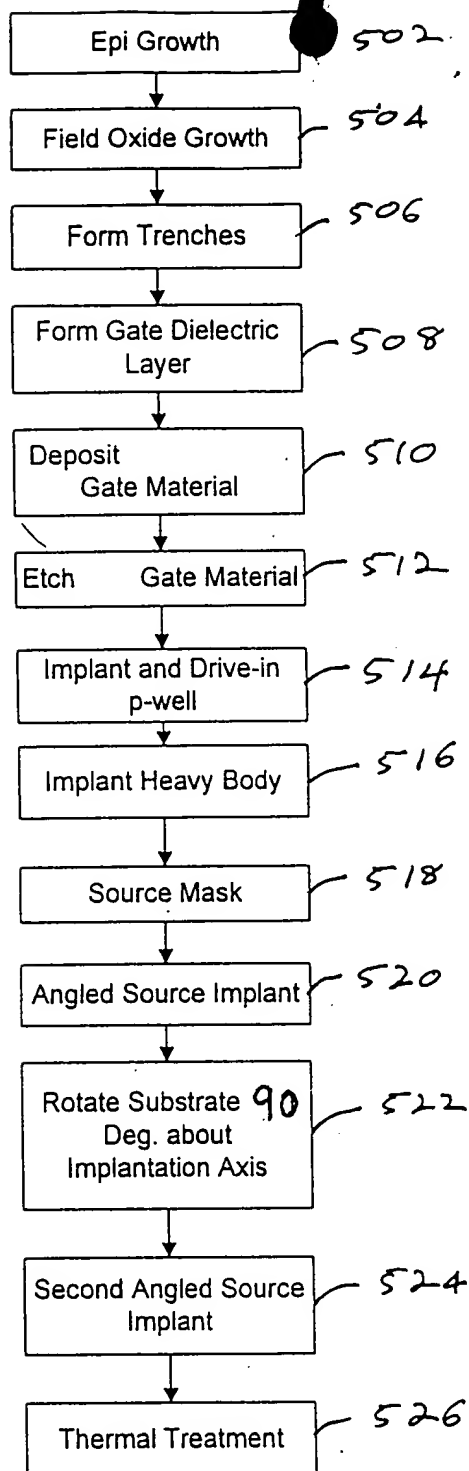 Epi Growth 502
Field Oxide Growth 504
Form Trenches 506
Form Gate Dielectric
Layer 508
Deposit
Gate Material 510
Etch Gate Material 512
Implant and Drive-in
p-well 514
Implant Heavy Body 516
Source Mask 518
Angled Source Implant 520
Rotate Substrate 90
Deg. about
Implantation Axis 522
Second Angled Source
Implant 524
Thermal Treatment 526